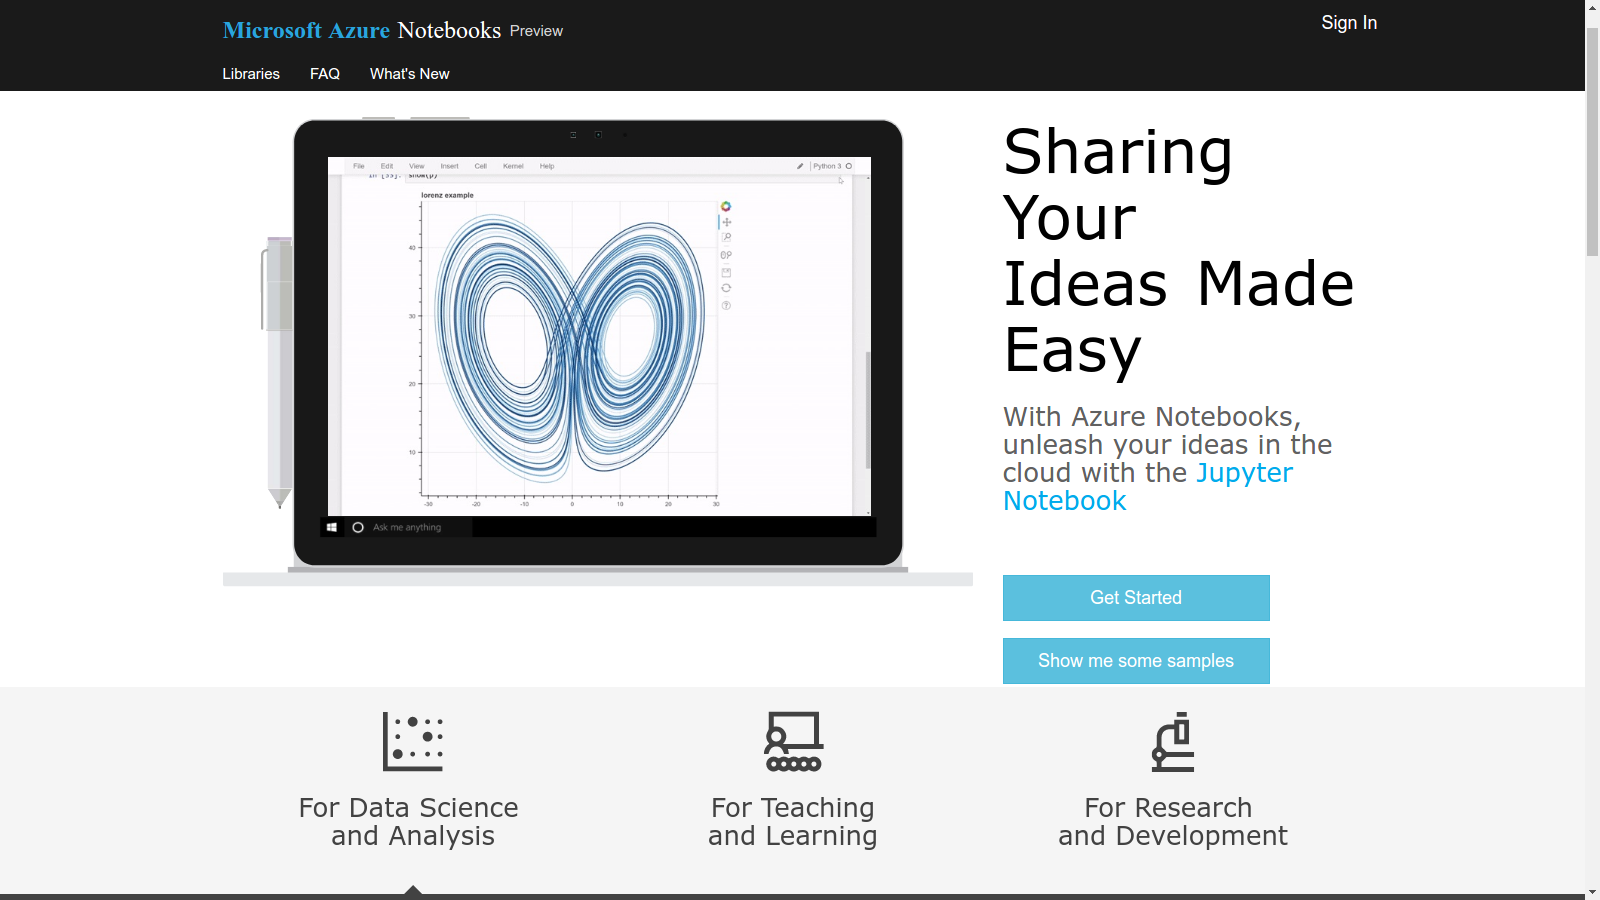 Microsoft Azure Notebooks Preview
Sign In
Libraries FAQ What's New
File Edit View Insert Cell Kernel Help Python 3
In [33]: show(p)
lorenz example
40
30
20
10
-30 -20 -10 0 10 20 30
Ask me anything
Sharing
Your
Ideas Made
Easy
With Azure Notebooks,
unleash your ideas in the
cloud with the Jupyter
Notebook
Get Started
Show me some samples
For Data Science
and Analysis
For Teaching
and Learning
For Research
and Development